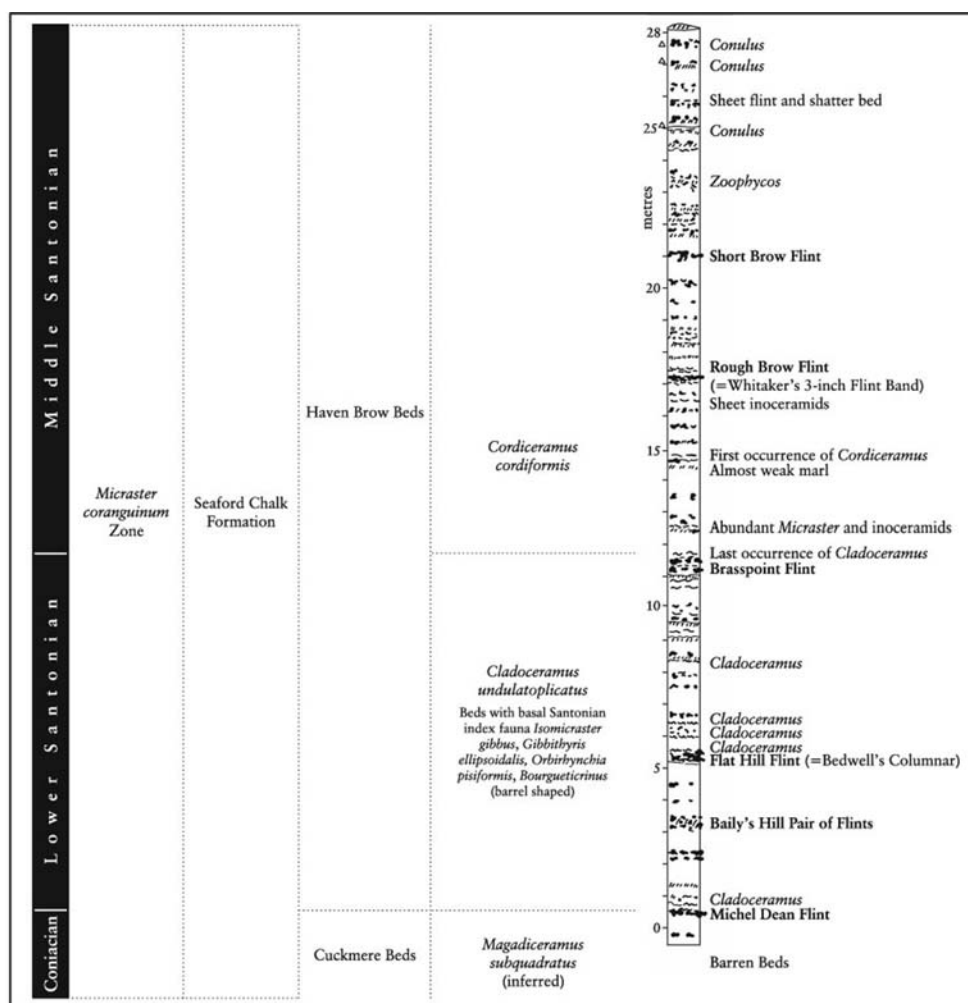 Middle Santonian
Lower Santonian
Coniacian
Micraster
coranguinum
Zone
Seaford Chalk
Formation
Haven Brow Beds
Cuckmere Beds
Cordiceramus
cordiformis
Cladoceramus
undulatoplicatus
Beds with basal Santonian
index fauna Isomicraster
gibbus, Gibbithyris
ellipsoidalis, Orbirhynchia
pisiformis, Bourgueticrinus
(barrel shaped)
Magadiceramus
subquadratus
(inferred)
metres
28
25
20
15
10
5
0
Conulus
Conulus
Sheet flint and shatter bed
Conulus
Zoophycos
Short Brow Flint
Rough Brow Flint
(=Whitaker's 3-inch Flint Band)
Sheet inoceramids
First occurrence of Cordiceramus
Almost weak marl
Abundant Micraster and inoceramids
Last occurrence of Cladoceramus
Brasspoint Flint
Cladoceramus
Cladoceramus
Cladoceramus
Cladoceramus
Flat Hill Flint (=Bedwell's Columnar)
Baily's Hill Pair of Flints
Cladoceramus
Michel Dean Flint
Barren Beds